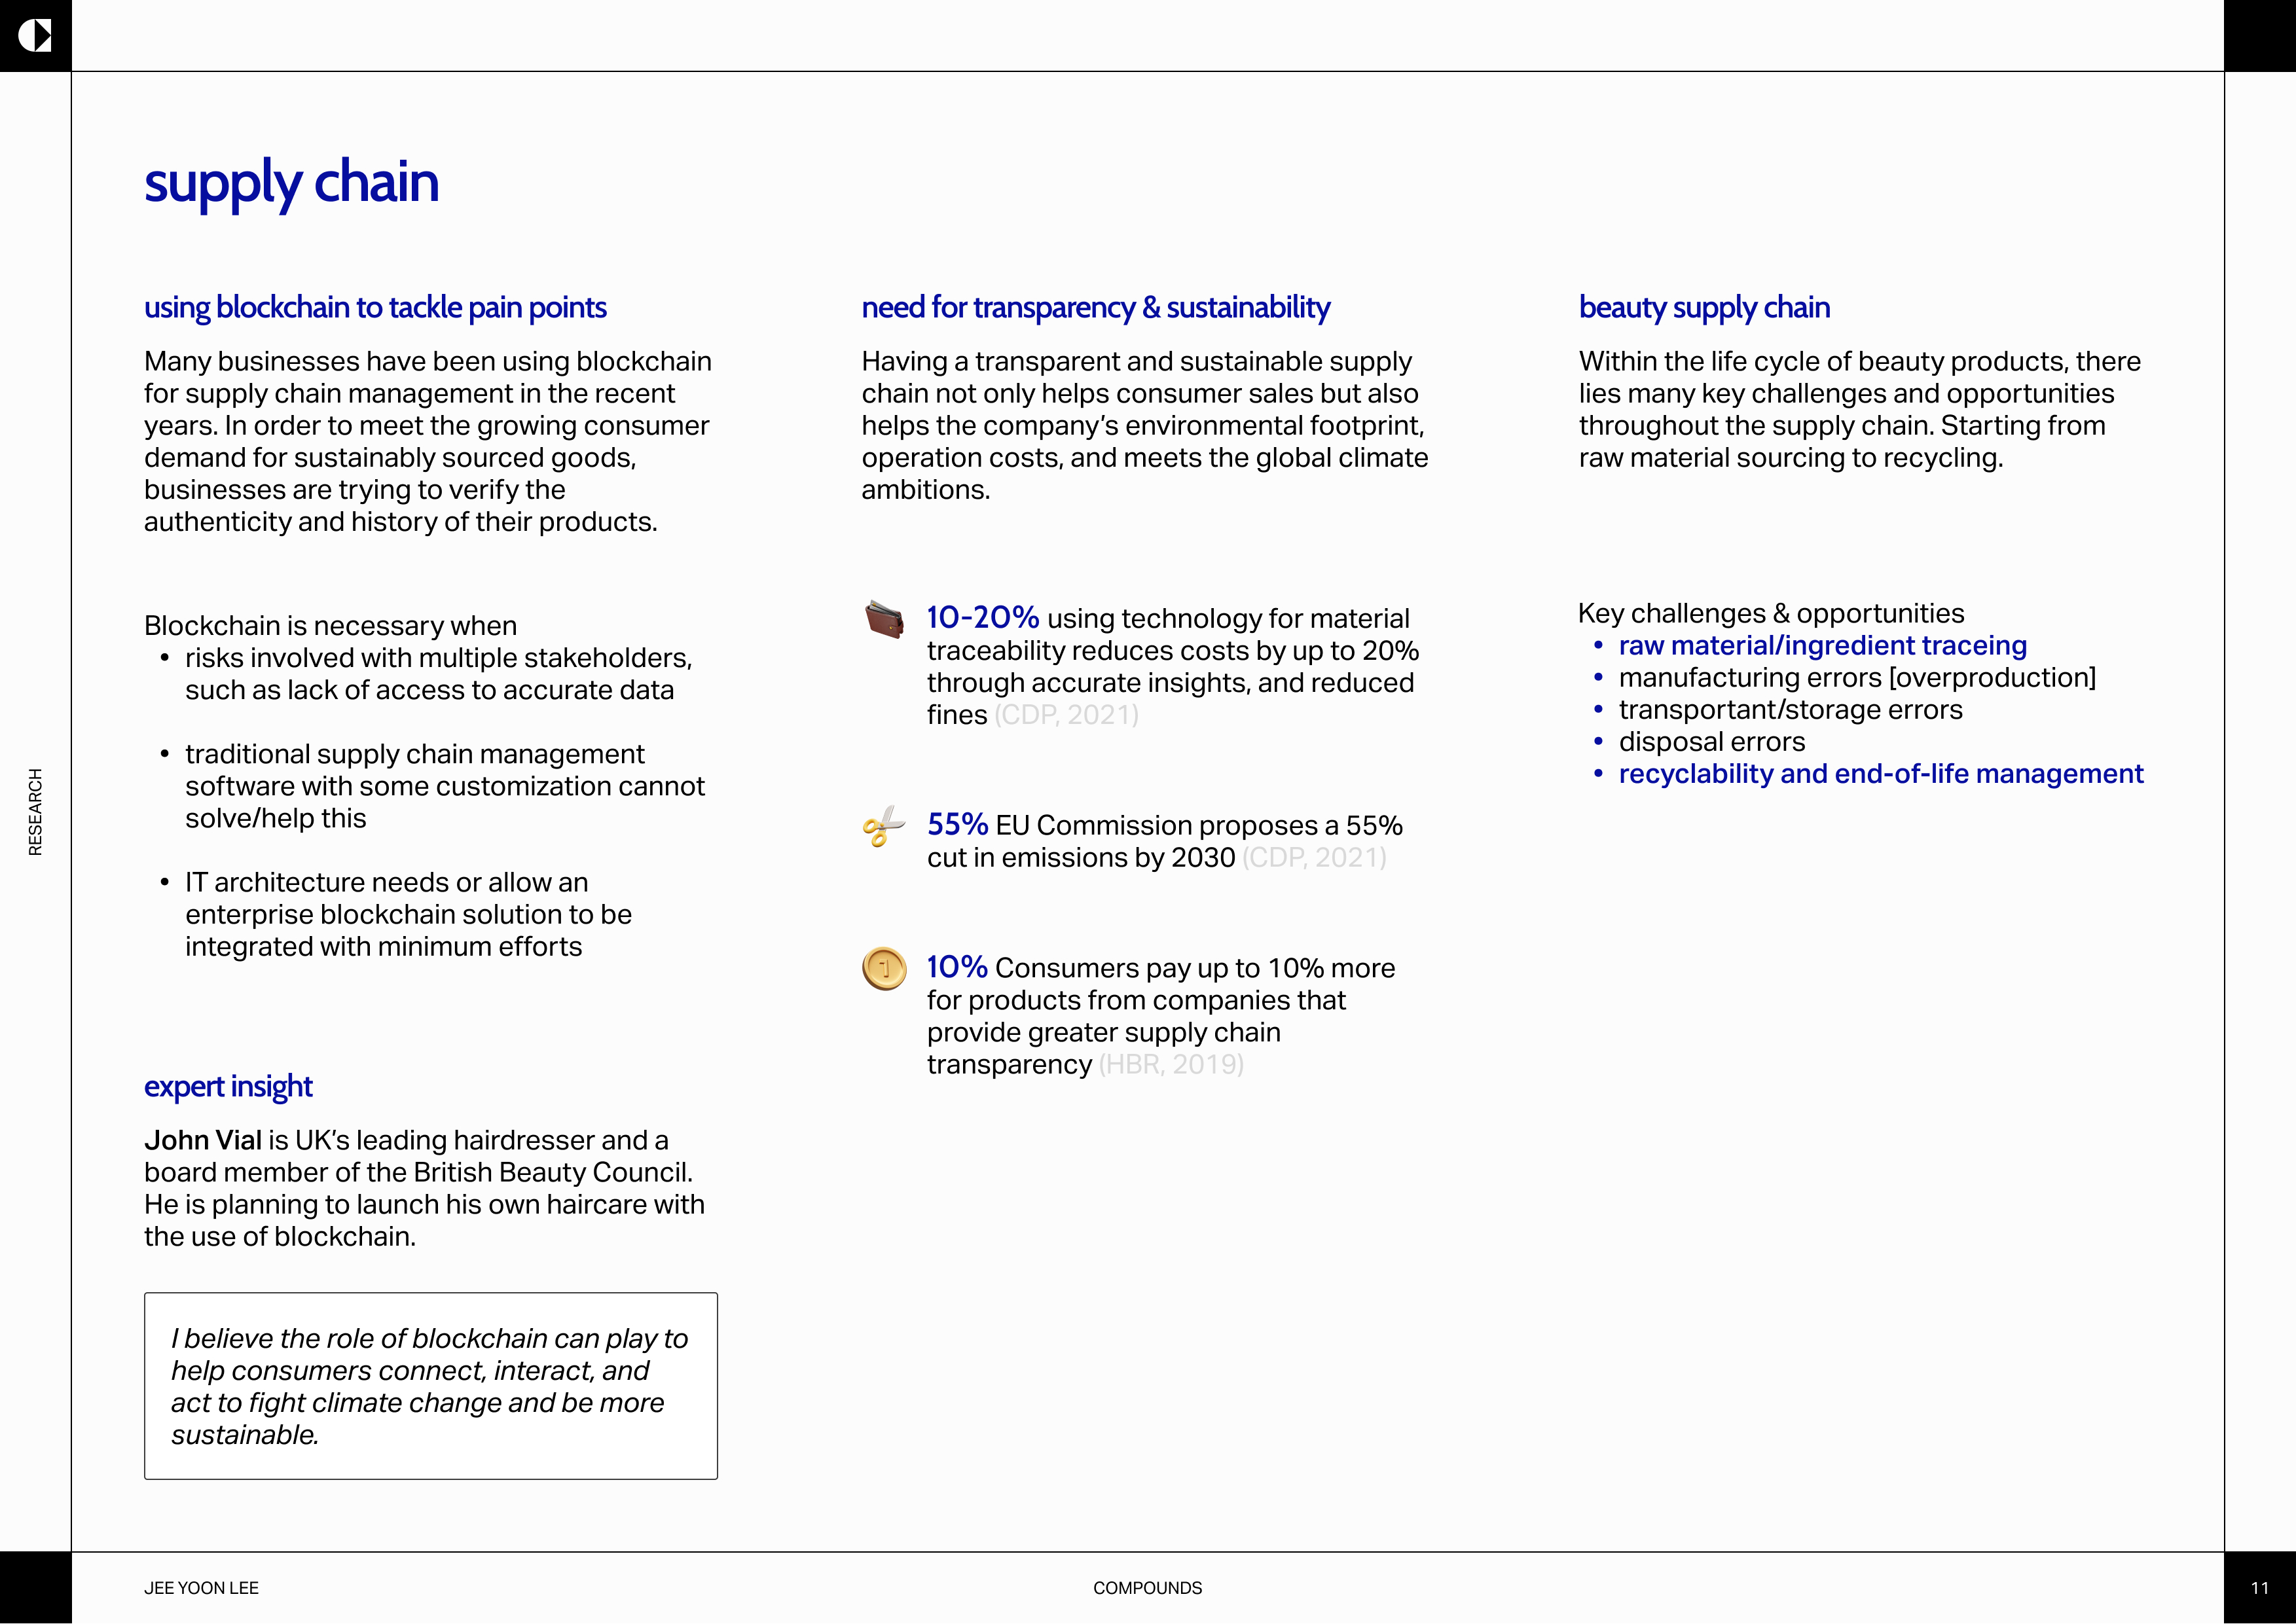 supply chain
using blockchain to tackle pain points
Many businesses have been using blockchain
for supply chain management in the recent
years. In order to meet the growing consumer
demand for sustainably sourced goods,
businesses are trying to verify the
authenticity and history of their products.
Blockchain is necessary when
• risks involved with multiple stakeholders,
such as lack of access to accurate data
• traditional supply chain management
software with some customization cannot
solve/help this
• IT architecture needs or allow an
enterprise blockchain solution to be
integrated with minimum efforts
expert insight
John Vial is UK’s leading hairdresser and a
board member of the British Beauty Council.
He is planning to launch his own haircare with
the use of blockchain.
I believe the role of blockchain can play to
help consumers connect, interact, and
act to fight climate change and be more
sustainable.
need for transparency & sustainability
Having a transparent and sustainable supply
chain not only helps consumer sales but also
helps the company’s environmental footprint,
operation costs, and meets the global climate
ambitions.
10-20% using technology for material
traceability reduces costs by up to 20%
through accurate insights, and reduced
fines (CDP, 2021)
55% EU Commission proposes a 55%
cut in emissions by 2030 (CDP, 2021)
1
10% Consumers pay up to 10% more
for products from companies that
provide greater supply chain
transparency (HBR, 2019)
beauty supply chain
Within the life cycle of beauty products, there
lies many key challenges and opportunities
throughout the supply chain. Starting from
raw material sourcing to recycling.
Key challenges & opportunities
• raw material/ingredient traceing
• manufacturing errors [overproduction]
• transportant/storage errors
• disposal errors
• recyclability and end-of-life management
RESEARCH
JEE YOON LEE
COMPOUNDS
11